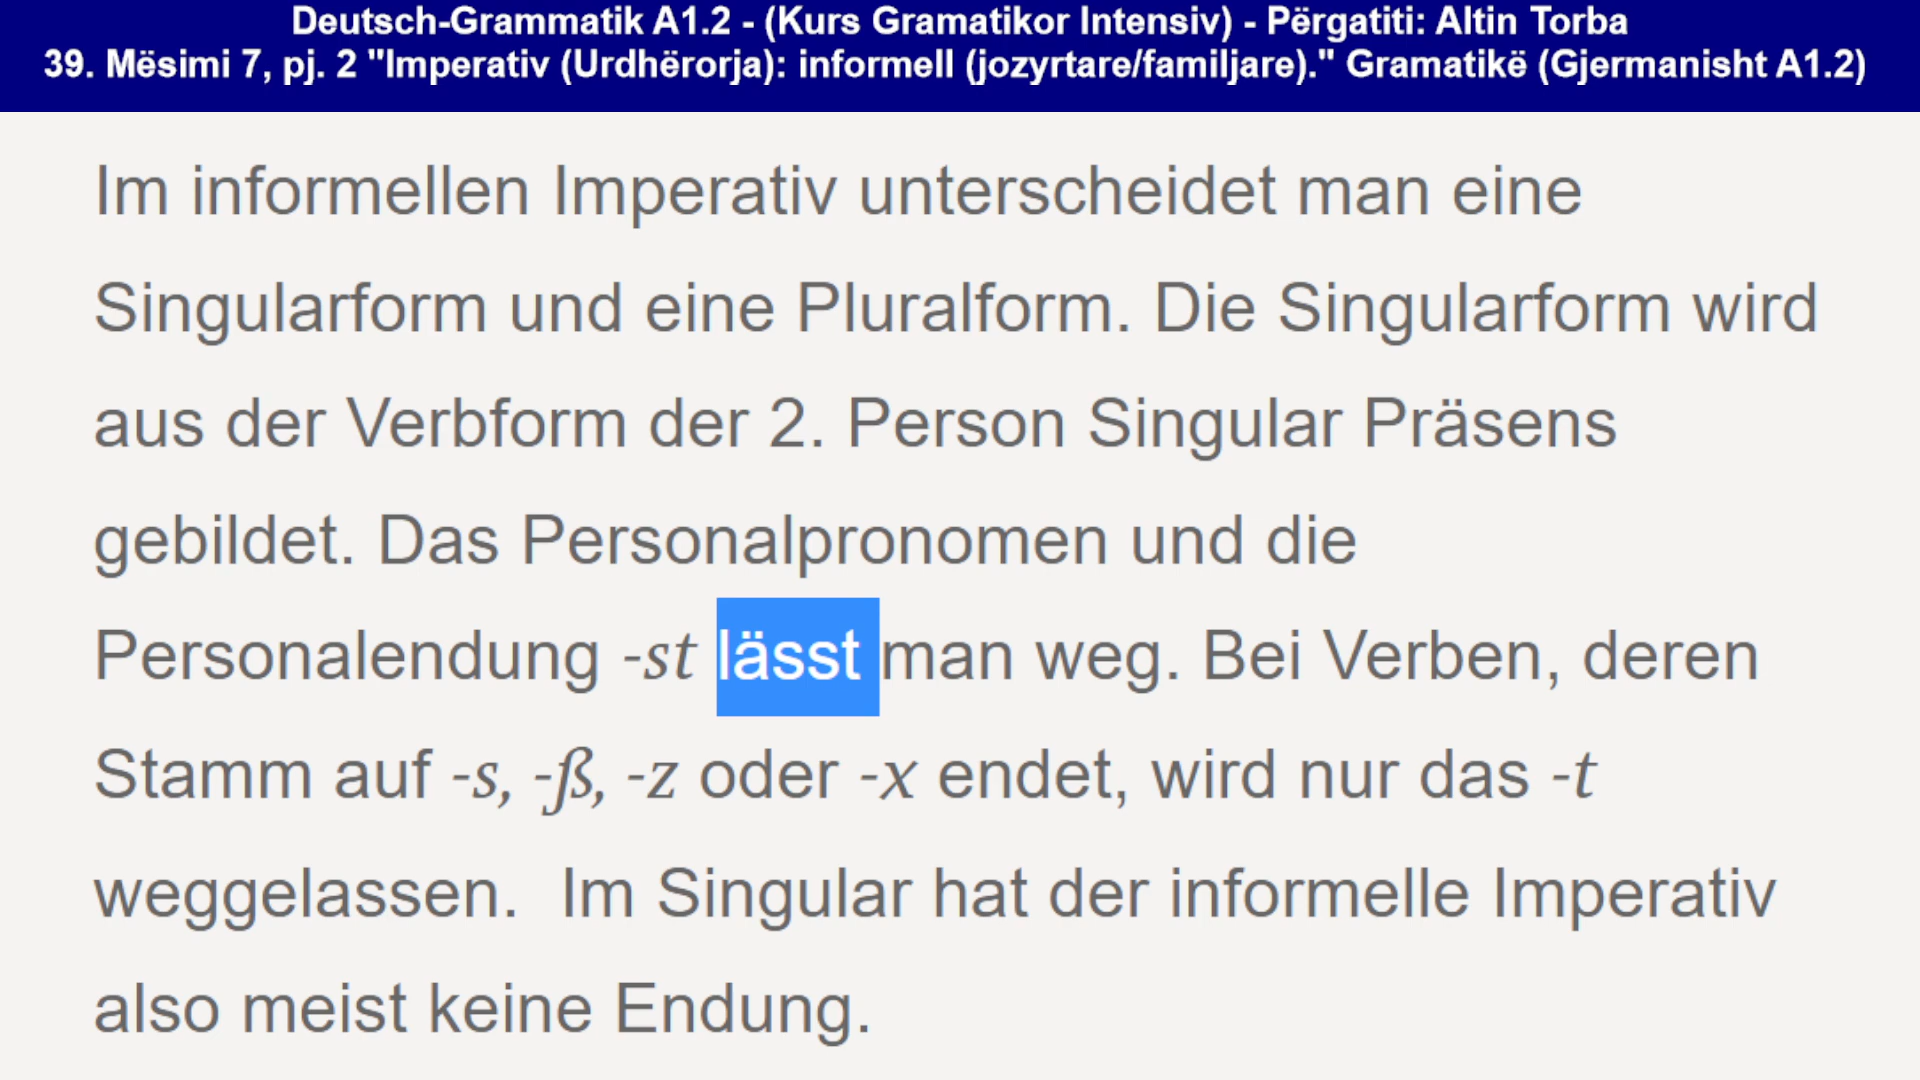 Deutsch-Grammatik A1.2 - (Kurs Gramatikor Intensiv) - Përgatiti: Altin Torba
39. Mësimi 7, pj. 2 "Imperativ (Urdhërorja): informell (jozyrtare/familjare)." Gramatikë (Gjermanisht A1.2)
Im informellen Imperativ unterscheidet man eine
Singularform und eine Pluralform. Die Singularform wird
aus der Verbform der 2. Person Singular Präsens
gebildet. Das Personalpronomen und die
Personalendung -st lässt man weg. Bei Verben, deren
Stamm auf -s, -ß, -z oder -x endet, wird nur das -t
weggelassen.  Im Singular hat der informelle Imperativ
also meist keine Endung.